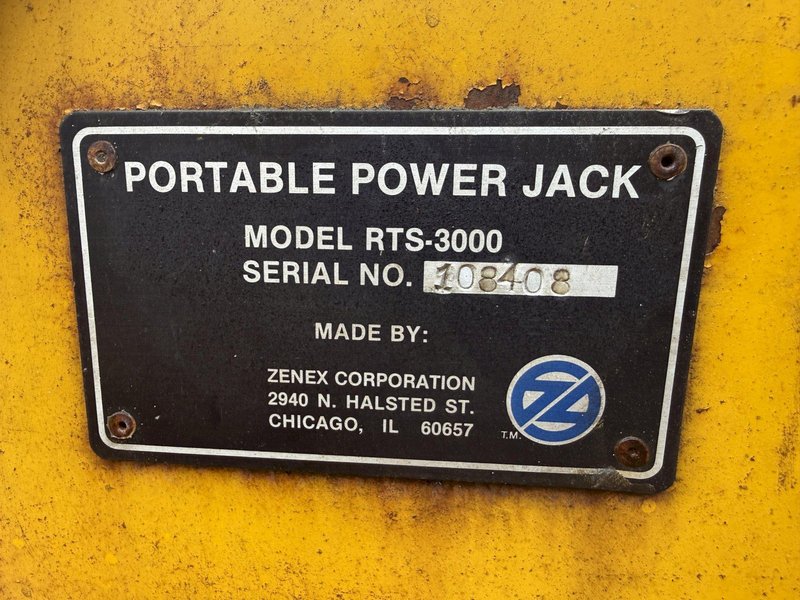 PORTABLE POWER JACK
MODEL RTS-3000
SERIAL NO. 108408
MADE BY:
ZENEX CORPORATION
2940 N. HALSTED ST.
CHICAGO, IL 60657
T.M.